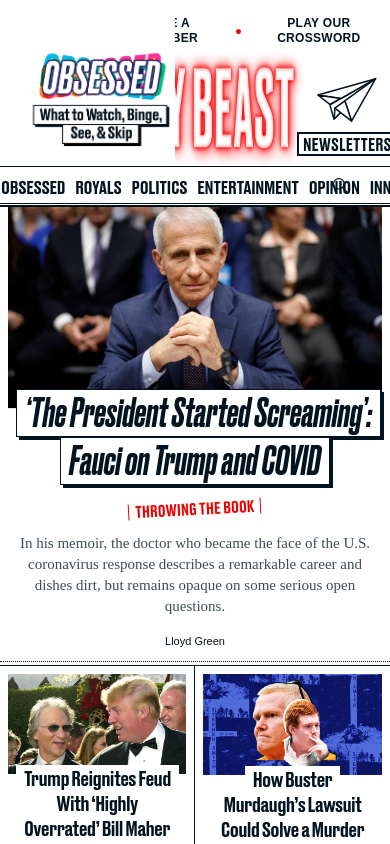 E A
BER
PLAY OUR
CROSSWORD
OBSESSED
What to Watch, Binge,
See, & Skip
Y BEAST
NEWSLETTERS
OBSESSED ROYALS POLITICS ENTERTAINMENT OPINION INN
‘The President Started Screaming’:
Fauci on Trump and COVID
THROWING THE BOOK
In his memoir, the doctor who became the face of the U.S.
coronavirus response describes a remarkable career and
dishes dirt, but remains opaque on some serious open
questions.
Lloyd Green
Trump Reignites Feud
With ‘Highly
Overrated’ Bill Maher
How Buster
Murdaugh’s Lawsuit
Could Solve a Murder